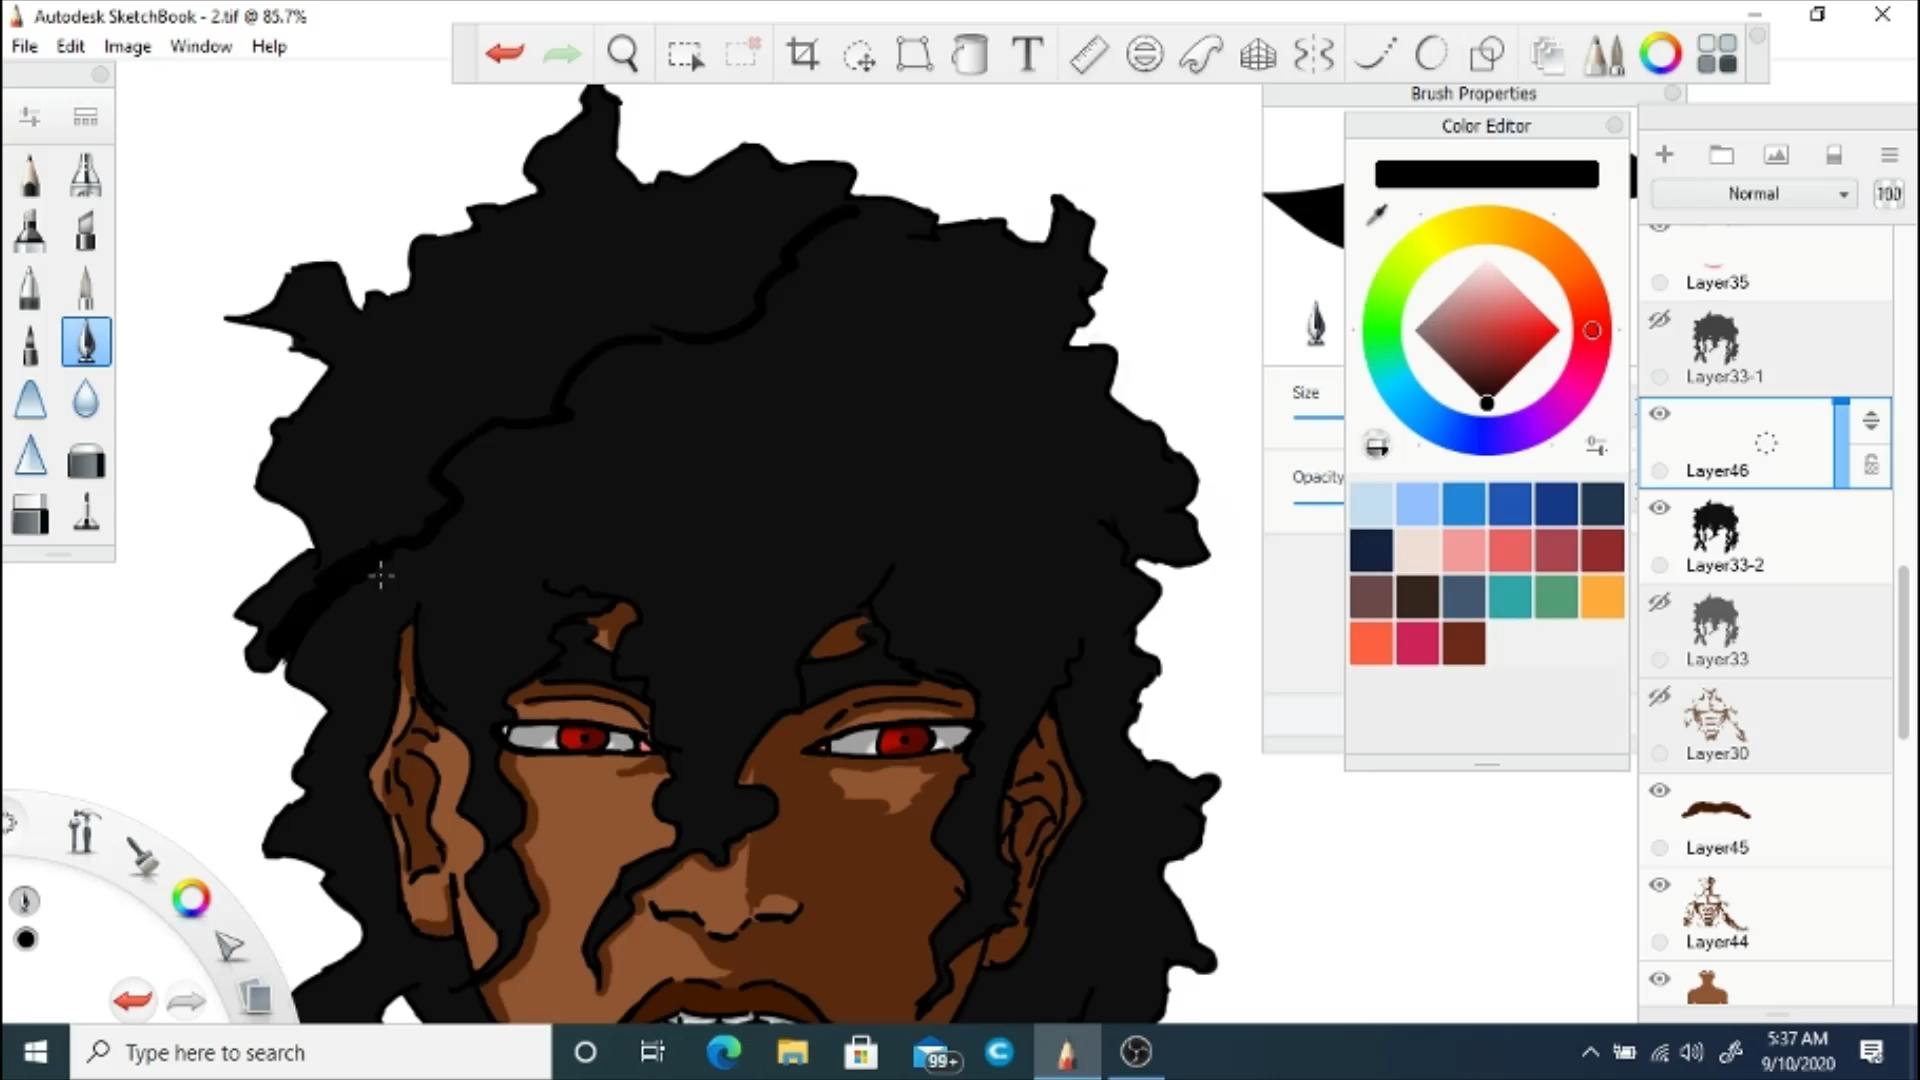 Autodesk SketchBook - 2.tif @ 85.7%
File Edit Image Window Help
T
Brush Properties
Color Editor
Normal 100
Layer35
Size
Layer33-1
Layer46
Opacity
Layer33-2
Layer33
Layer30
Layer45
Layer44
Type here to search
99+
5:37 AM
9/10/2020